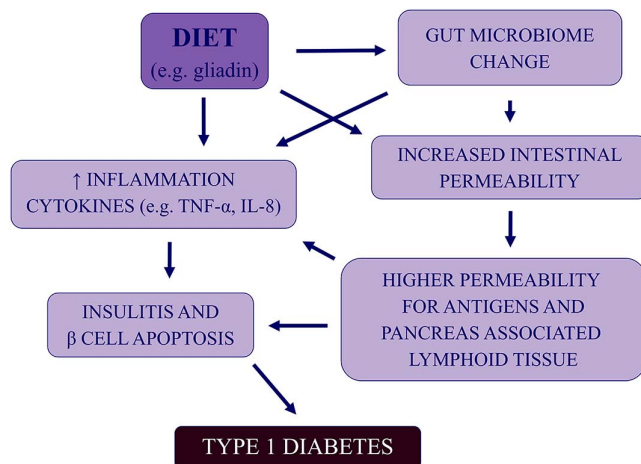 DIET
(e.g. gliadin)
GUT MICROBIOME
CHANGE
↑ INFLAMMATION
CYTOKINES (e.g. TNF-α, IL-8)
INCREASED INTESTINAL
PERMEABILITY
INSULITIS AND
β CELL APOPTOSIS
HIGHER PERMEABILITY
FOR ANTIGENS AND
PANCREAS ASSOCIATED
LYMPHOID TISSUE
TYPE 1 DIABETES